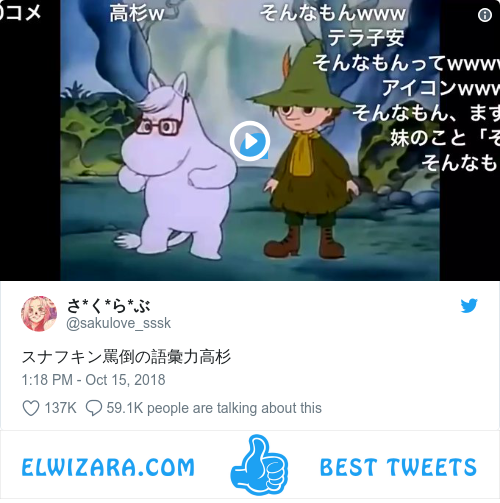 コメ 高杉w そんなもんwww
テラ子安
そんなもんってwww
アイコンwww
そんなもん、ます
妹のこと「そ
そんなも
さ*く*ら*ぶ
@sakulove_sssk
スナフキン罵倒の語彙力高杉
1:18 PM - Oct 15, 2018
137K 59.1K people are talking about this
ELWIZARA.COM BEST TWEETS